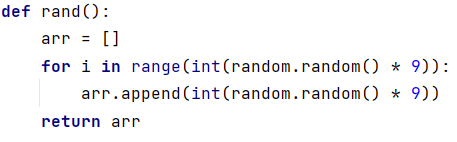 def rand():
    arr = []
    for i in range(int(random.random() * 9)):
        arr.append(int(random.random() * 9))
    return arr